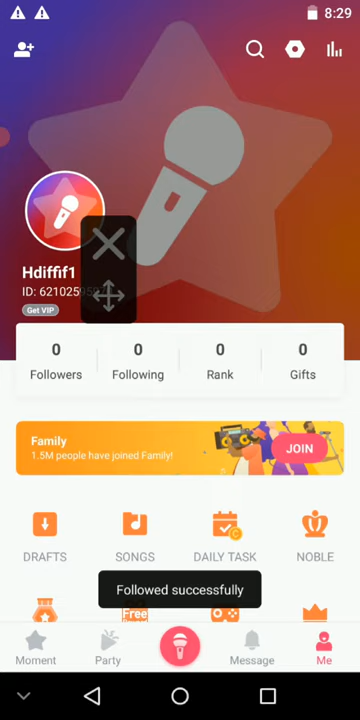 8:29
Hdiffif1
ID: 621025
Get VIP
0 0 0 0
Followers Following Rank Gifts
Family
1.5M people have joined Family!
JOIN
DRAFTS SONGS DAILY TASK NOBLE
Followed successfully
Free
Moment Party Message Me